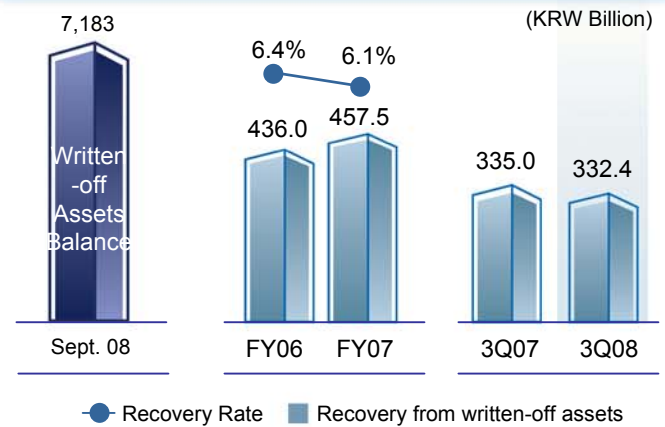 (KRW Billion)
7,183
Written
-off
Assets
Balance
Sept. 08
6.4%
6.1%
436.0
457.5
FY06
FY07
335.0
332.4
3Q07
3Q08
Recovery Rate
Recovery from written-off assets